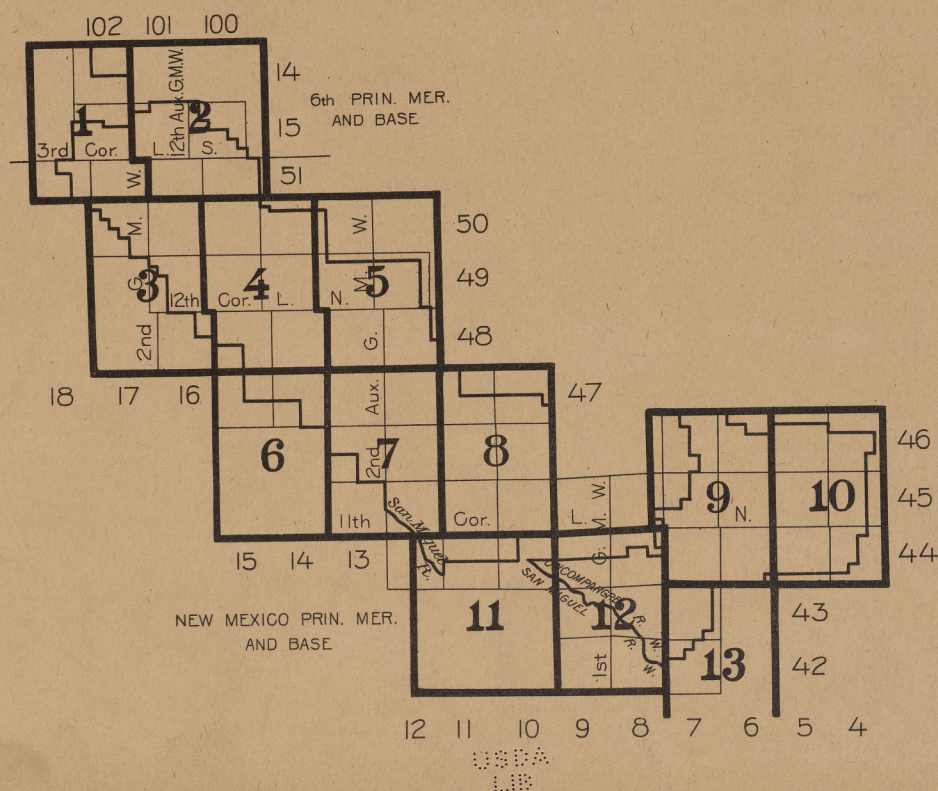 102 101 100
14
12th Aux. G.M.W.
6th PRIN. MER.
AND BASE
1 2
15
3rd Cor. L. S.
51
W.
50
M. W.
49
3 4 5
G. M.
12th Cor. L. N.
48
2nd G.
18 17 16
47
Aux.
46
6 7 8
2nd
9 10
45
W.
N.
San Miguel
R.
11th Cor. L.
M.
44
15 14 13
G.
UNCOMPAHGRE R. W.
SAN MIGUEL R. W.
NEW MEXICO PRIN. MER.
AND BASE
11 12
43
1st
13
42
12 11 10 9 8 7 6 5 4
USDA
LIB